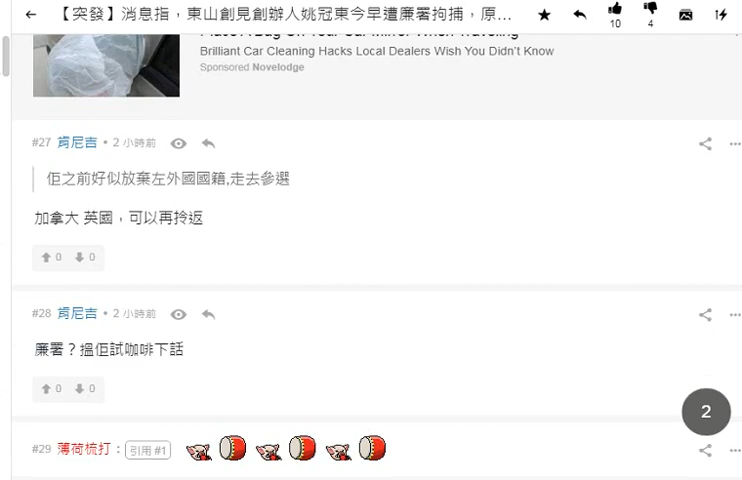 【突發】消息指，東山創見創辦人姚冠東今早遭廉署拘捕，原...
10
4
Brilliant Car Cleaning Hacks Local Dealers Wish You Didn't Know
Sponsored Novelodge
#27 肯尼吉 • 2 小時前
佢之前好似放棄左外國國籍,走去參選
加拿大 英國，可以再拎返
0 0
#28 肯尼吉 • 2 小時前
廉署？搵佢試咖啡下話
0 0
2
#29 薄荷梳打： 引用 #1